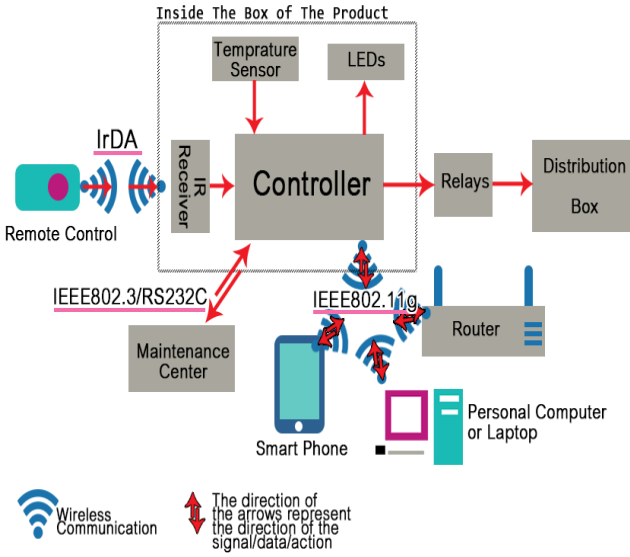 Inside The Box of The Product
Temprature
Sensor
LEDs
IrDA
IR
Receiver
Controller
Relays
Distribution
Box
Remote Control
IEEE802.3/RS232C
IEEE802.11g
Maintenance
Center
Router
Smart Phone
Personal Computer
or Laptop
Wireless
Communication
The direction of
the arrows represent
the direction of the
signal/data/action